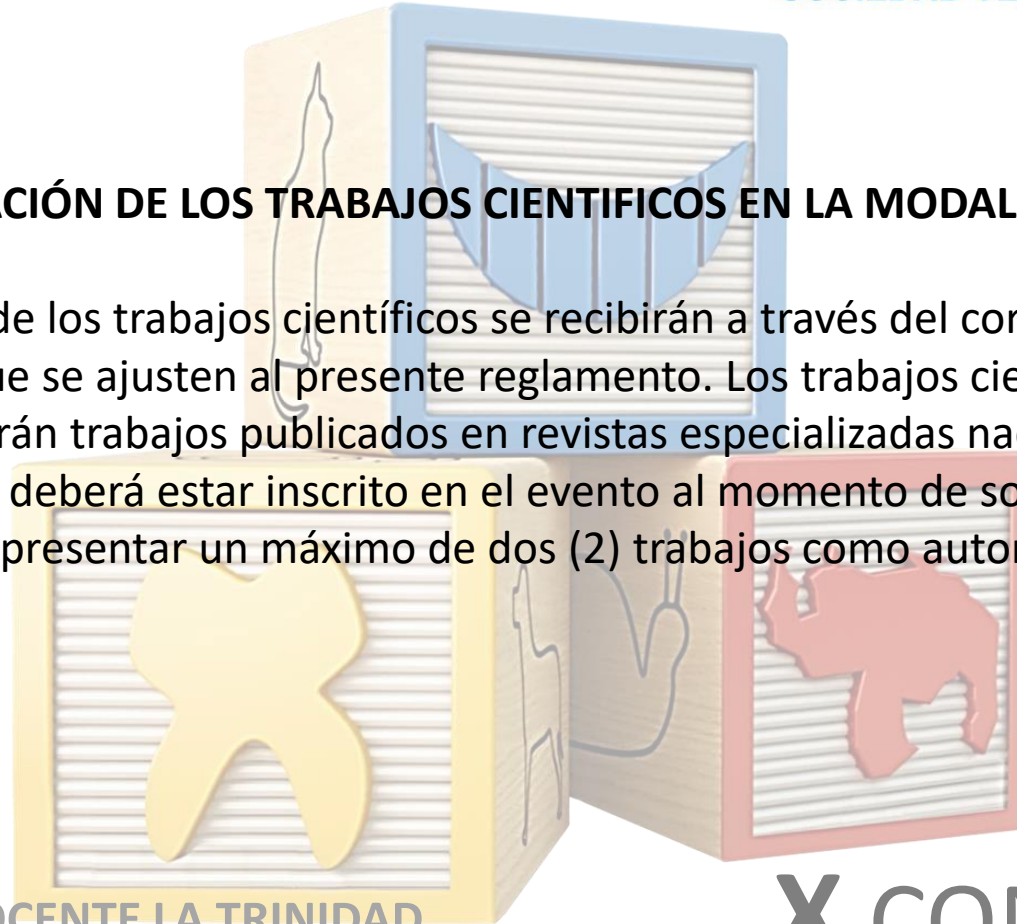 ACIÓN DE LOS TRABAJOS CIENTIFICOS EN LA MODAL
de los trabajos científicos se recibirán a través del cor
ue se ajusten al presente reglamento. Los trabajos cie
rán trabajos publicados en revistas especializadas nac
deberá estar inscrito en el evento al momento de so
presentar un máximo de dos (2) trabajos como autor
OCENTE LA TRINIDAD
X CON